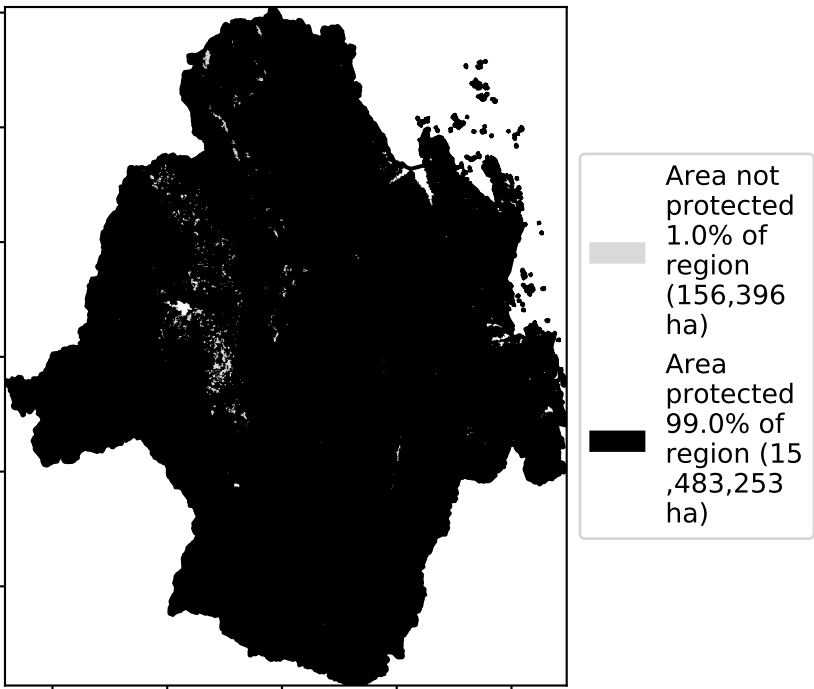 Area not
protected
1.0% of
region
(156,396
ha)
Area
protected
99.0% of
region (15
,483,253
ha)